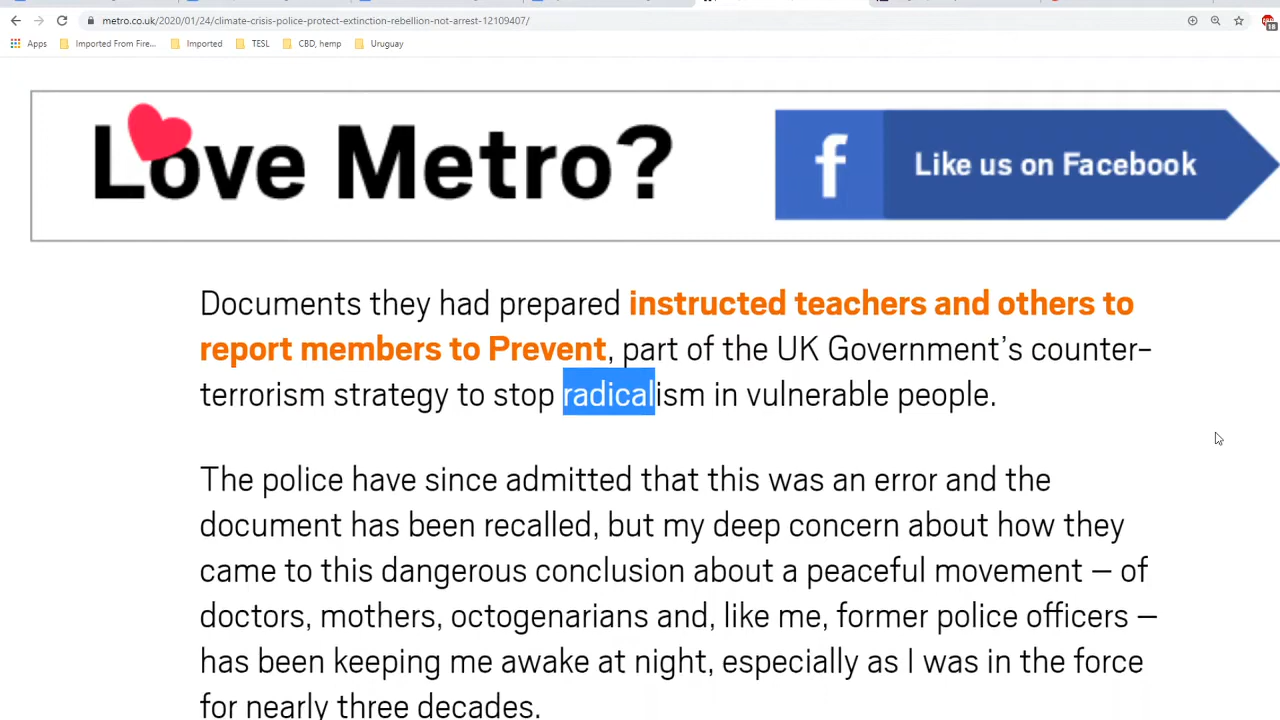 metro.co.uk/2020/01/24/climate-crisis-police-protect-extinction-rebellion-not-arrest-12109407/
Apps Imported From Fire... Imported TESL CBD, hemp Uruguay
Love Metro?
f Like us on Facebook
Documents they had prepared instructed teachers and others to
report members to Prevent, part of the UK Government’s counter-
terrorism strategy to stop radicalism in vulnerable people.
The police have since admitted that this was an error and the
document has been recalled, but my deep concern about how they
came to this dangerous conclusion about a peaceful movement – of
doctors, mothers, octogenarians and, like me, former police officers –
has been keeping me awake at night, especially as I was in the force
for nearly three decades.